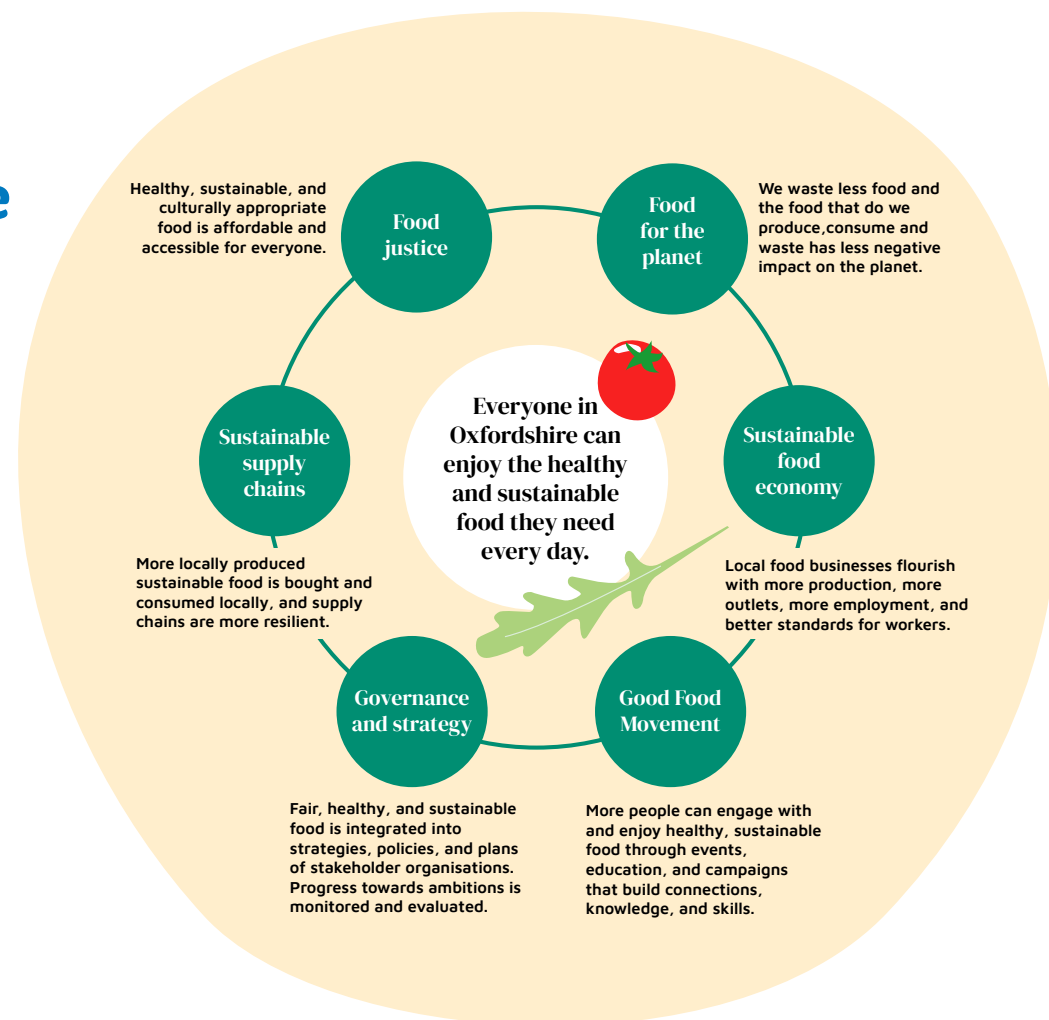 e
Healthy, sustainable, and
culturally appropriate
food is affordable and
accessible for everyone.
Food
justice
Food
for the
planet
We waste less food and
the food that do we
produce,consume and
waste has less negative
impact on the planet.
Everyone in
Oxfordshire can
enjoy the healthy
and sustainable
food they need
every day.
Sustainable
supply
chains
Sustainable
food
economy
More locally produced
sustainable food is bought and
consumed locally, and supply
chains are more resilient.
Local food businesses flourish
with more production, more
outlets, more employment, and
better standards for workers.
Governance
and strategy
Good Food
Movement
Fair, healthy, and sustainable
food is integrated into
strategies, policies, and plans
of stakeholder organisations.
Progress towards ambitions is
monitored and evaluated.
More people can engage with
and enjoy healthy, sustainable
food through events,
education, and campaigns
that build connections,
knowledge, and skills.